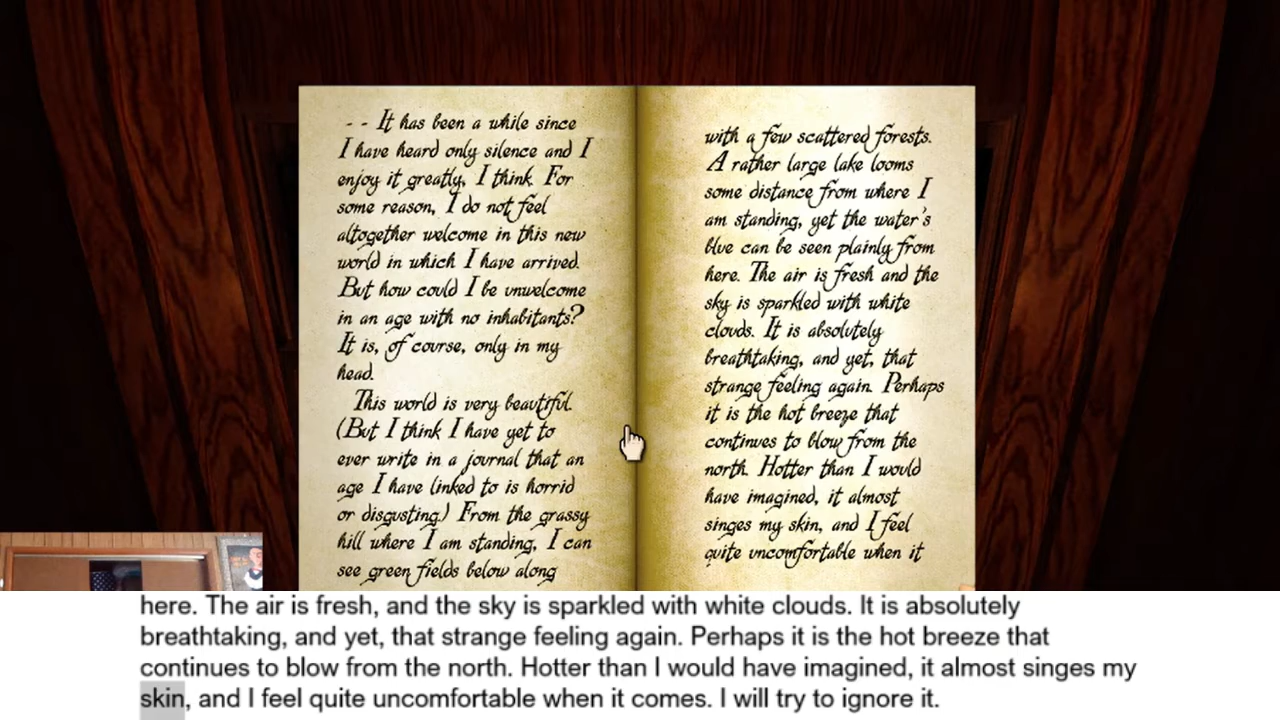 - - It has been a while since
I have heard only silence and I
enjoy it greatly, I think. For
some reason, I do not feel
altogether welcome in this new
world in which I have arrived.
But how could I be unwelcome
in an age with no inhabitants?
It is, of course, only in my
head.
This world is very beautiful.
(But I think I have yet to
ever write in a journal that an
age I have linked to is horrid
or disgusting.) From the grassy
hill where I am standing, I can
see green fields below along
with a few scattered forests.
A rather large lake looms
some distance from where I
am standing, yet the water's
blue can be seen plainly from
here. The air is fresh and the
sky is sparkled with white
clouds. It is absolutely
breathtaking, and yet, that
strange feeling again. Perhaps
it is the hot breeze that
continues to blow from the
north. Hotter than I would
have imagined, it almost
singes my skin, and I feel
quite uncomfortable when it
here. The air is fresh, and the sky is sparkled with white clouds. It is absolutely
breathtaking, and yet, that strange feeling again. Perhaps it is the hot breeze that
continues to blow from the north. Hotter than I would have imagined, it almost singes my
skin, and I feel quite uncomfortable when it comes. I will try to ignore it.